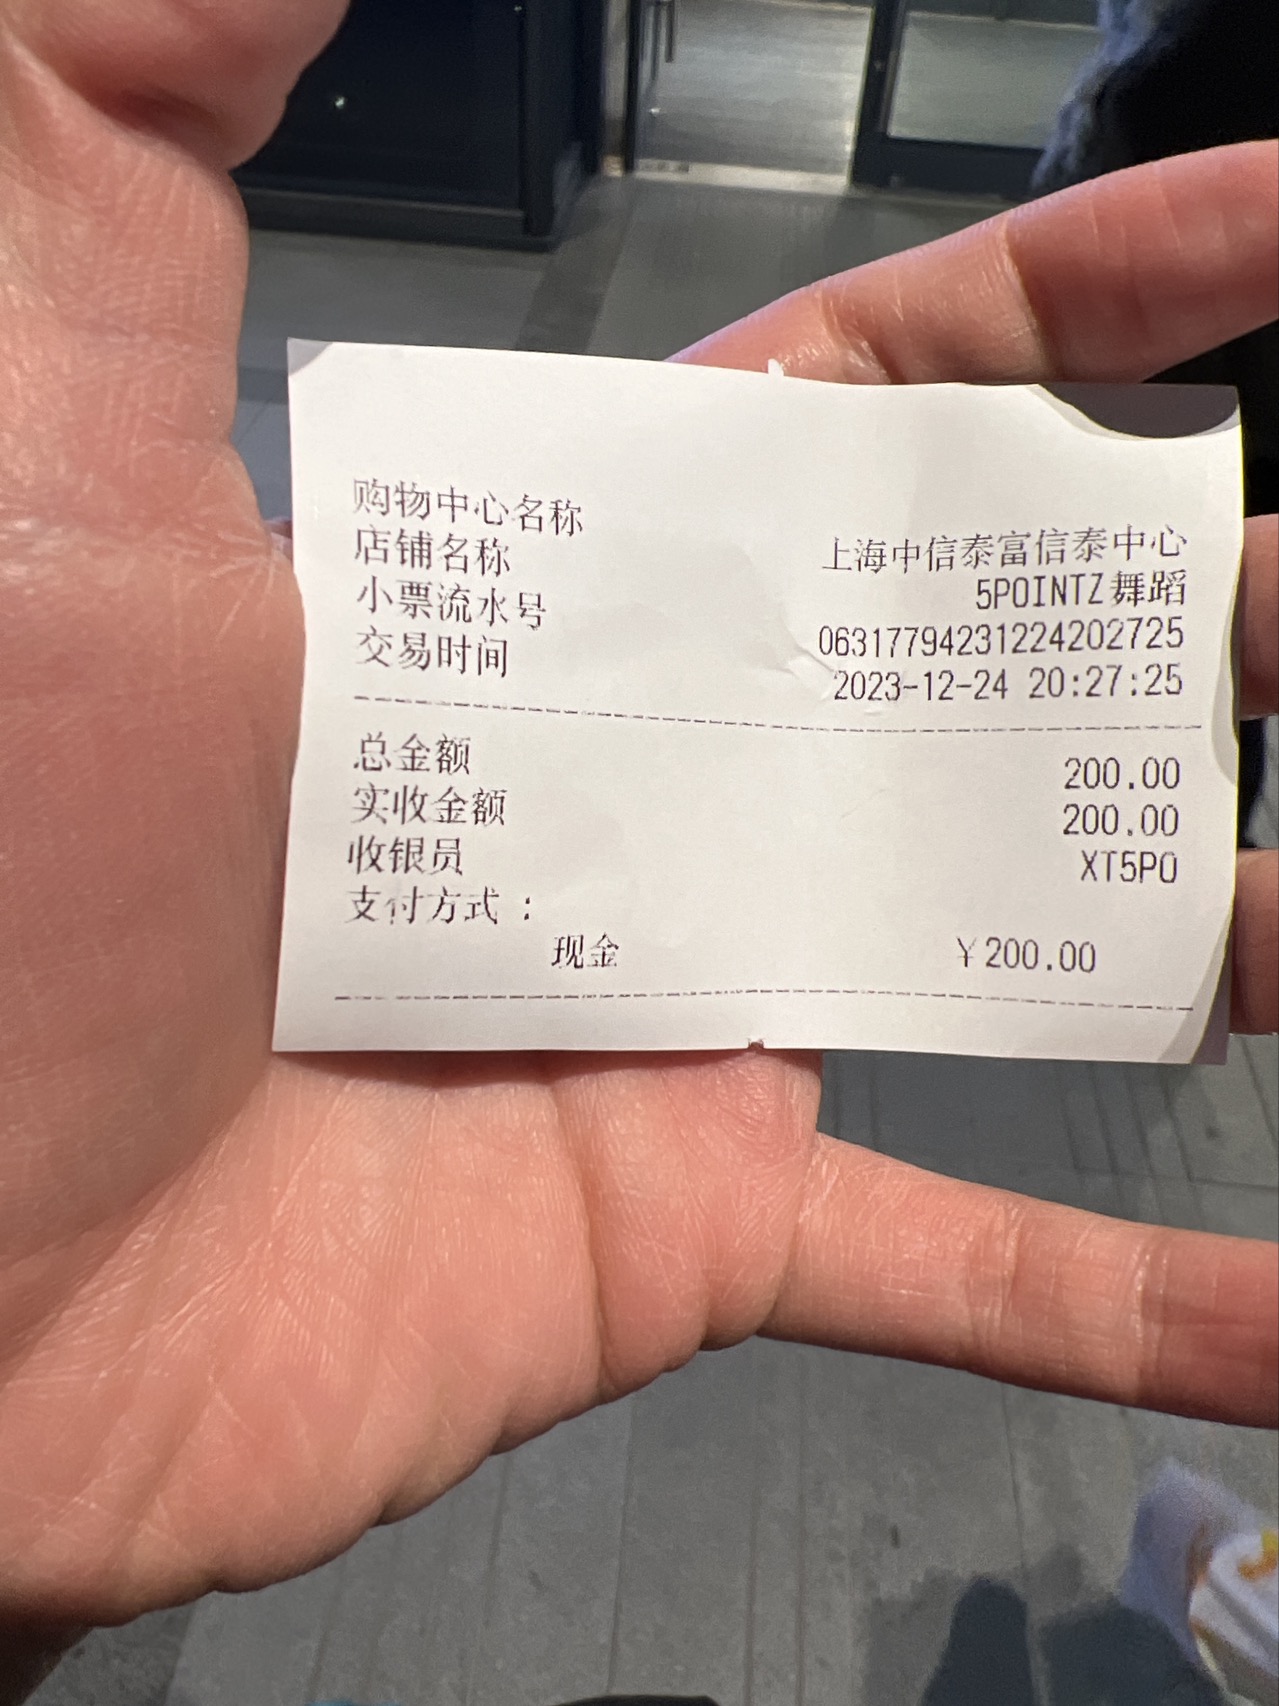 购物中心名称 上海中信泰富信泰中心
店铺名称 5POINTZ舞蹈
小票流水号 06317794231224202725
交易时间 2023-12-24 20:27:25
总金额 200.00
实收金额 200.00
收银员 XT5PO
支付方式：
现金 ¥200.00